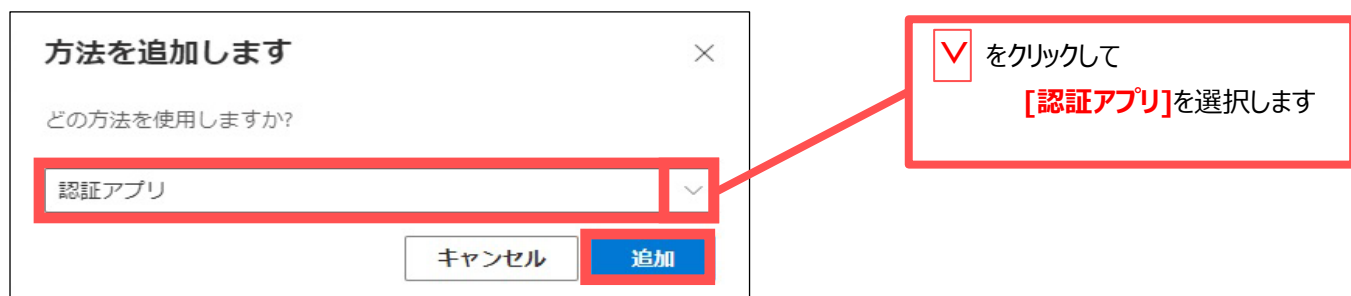 方法を追加します
どの方法を使用しますか?
認証アプリ
キャンセル
追加
∨ をクリックして
[認証アプリ]を選択します